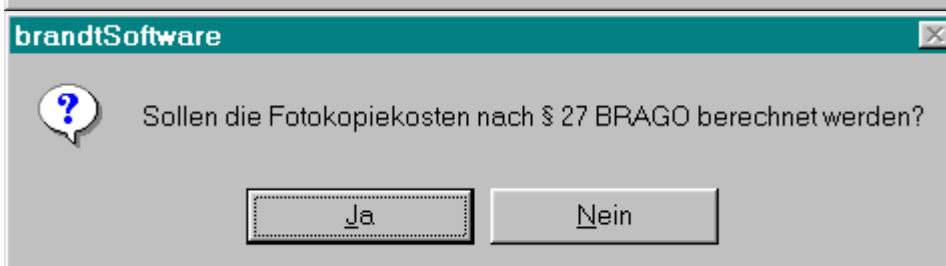 brandtSoftware
Sollen die Fotokopiekosten nach § 27 BRAGO berechnet werden?
Ja
Nein